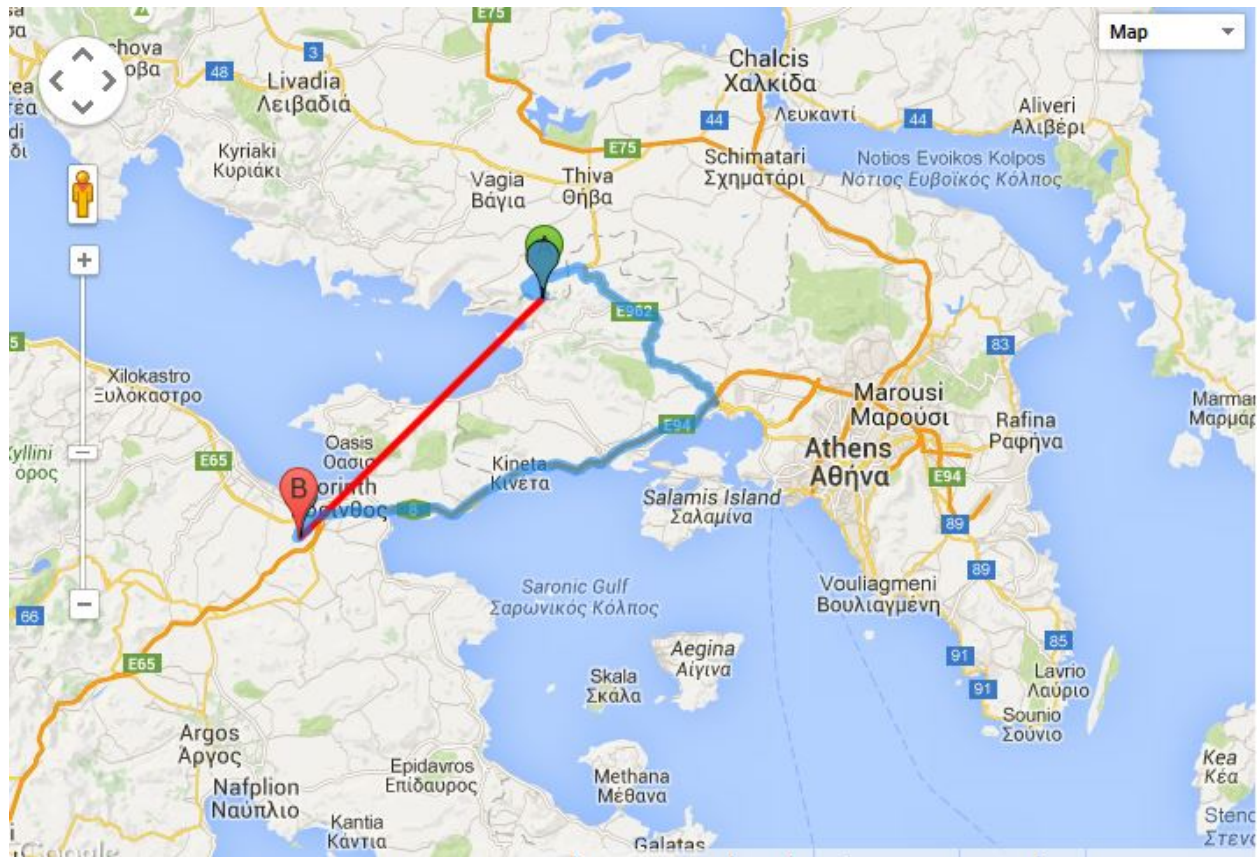 E75
Map
3
48
Livadia
Λειβαδιά
Chalcis
Χαλκίδα
44
Λευκαντί
44
Aliveri
Αλιβέρι
Kyriaki
Κυριάκι
E75
Schimatari
Σχηματάρι
Notios Evoikos Kolpos
Νότιος Ευβοϊκός Κόλπος
Vagia
Βάγια
Thiva
Θήβα
E962
83
Xilokastro
Ξυλόκαστρο
Marousi
Μαρούσι
Rafina
Ραφήνα
E94
Oasis
E65
Kineta
Κινέτα
Athens
Αθήνα
E94
B
Salamis Island
Σαλαμίνα
8
89
89
Saronic Gulf
Σαρωνικός Κόλπος
Vouliagmeni
Βουλιαγμένη
66
E65
Aegina
Αίγινα
85
91
91
Skala
Σκάλα
Lavrio
Λαύριο
Sounio
Σούνιο
Argos
Άργος
Epidavros
Επίδαυρος
Methana
Μέθανα
Kea
Κέα
Nafplion
Ναύπλιο
Kantia
Κάντια
Galatas
Google